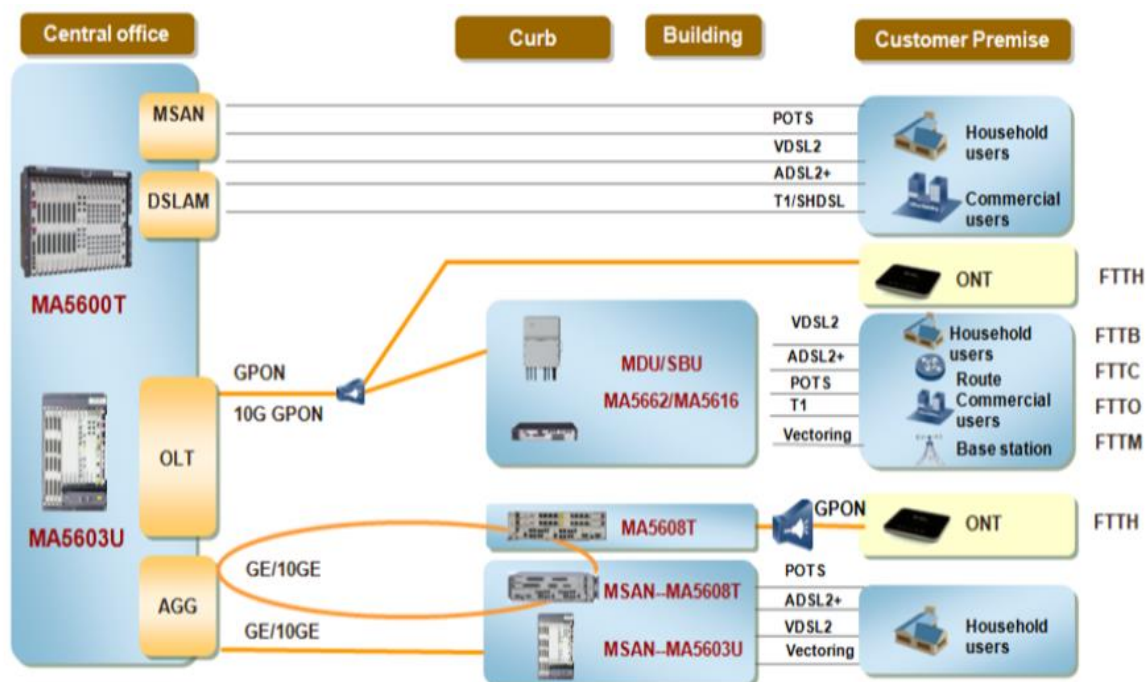 Central office
Curb
Building
Customer Premise
MSAN
DSLAM
MA5600T
POTS
VDSL2
ADSL2+
T1/SHDSL
Household
users
Commercial
users
ONT
FTTH
GPON
10G GPON
OLT
MA5603U
MDU/SBU
MA5662/MA5616
VDSL2
ADSL2+
POTS
T1
Vectoring
Household
users
Route
Commercial
users
Base station
FTTB
FTTC
FTTO
FTTM
MA5608T
GPON
ONT
FTTH
AGG
GE/10GE
GE/10GE
MSAN--MA5608T
MSAN--MA5603U
POTS
ADSL2+
VDSL2
Vectoring
Household
users